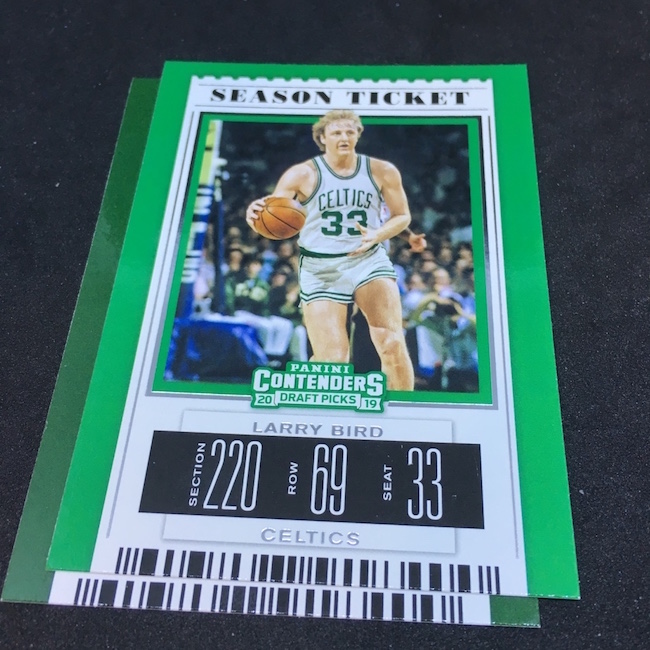 SEASON TICKET
CELTICS
33
PANINI
CONTENDERS
20 DRAFT PICKS 19
LARRY BIRD
SECTION 220 ROW 69 SEAT 33
CELTICS